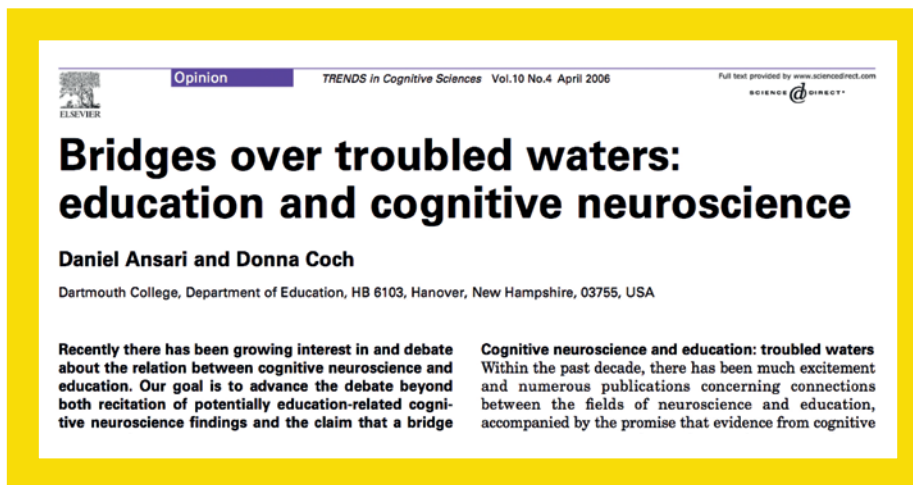 Opinion
TRENDS in Cognitive Sciences Vol.10 No.4 April 2006
Full text provided by www.sciencedirect.com
SCIENCE @ DIRECT®
ELSEVIER
Bridges over troubled waters:
education and cognitive neuroscience
Daniel Ansari and Donna Coch
Dartmouth College, Department of Education, HB 6103, Hanover, New Hampshire, 03755, USA
Recently there has been growing interest in and debate
about the relation between cognitive neuroscience and
education. Our goal is to advance the debate beyond
both recitation of potentially education-related cogni-
tive neuroscience findings and the claim that a bridge
Cognitive neuroscience and education: troubled waters
Within the past decade, there has been much excitement
and numerous publications concerning connections
between the fields of neuroscience and education,
accompanied by the promise that evidence from cognitive